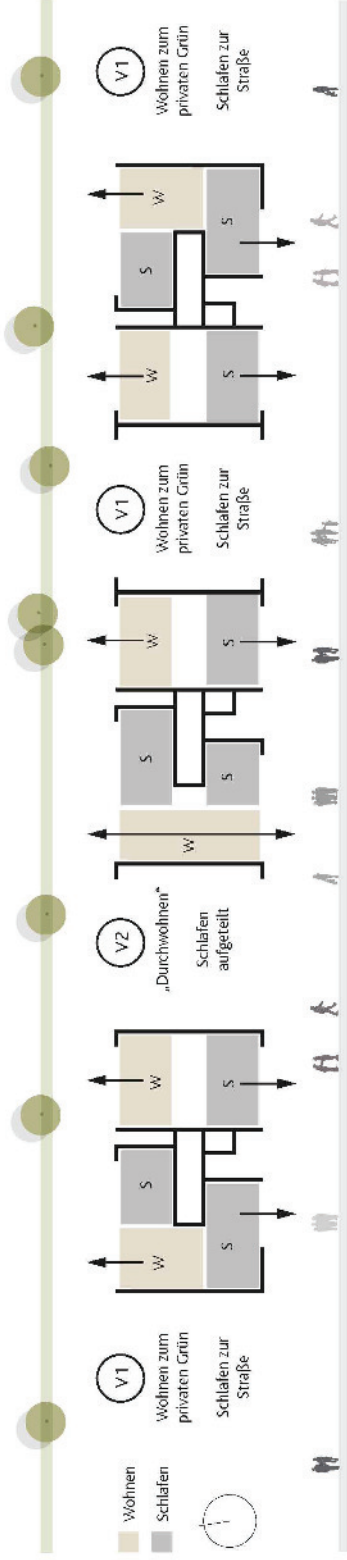 Wohnen
Schlafen
V1
Wohnen zum
privaten Grün
Schlafen zur
Straße
W
S
S
W
S
V2
„Durchwohnen“
Schlafen
aufgeteilt
W
S
S
W
S
V1
Wohnen zum
privaten Grün
Schlafen zur
Straße
W
S
S
W
S
V1
Wohnen zum
privaten Grün
Schlafen zur
Straße